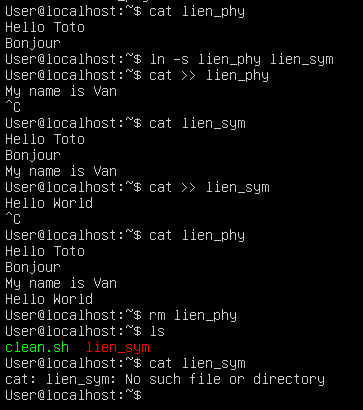 User@localhost:~$ cat lien_phy
Hello Toto
Bonjour
User@localhost:~$ ln -s lien_phy lien_sym
User@localhost:~$ cat >> lien_phy
My name is Van
^C
User@localhost:~$ cat lien_sym
Hello Toto
Bonjour
My name is Van
User@localhost:~$ cat >> lien_sym
Hello World
^C
User@localhost:~$ cat lien_phy
Hello Toto
Bonjour
My name is Van
Hello World
User@localhost:~$ rm lien_phy
User@localhost:~$ ls
clean.sh  lien_sym
User@localhost:~$ cat lien_sym
cat: lien_sym: No such file or directory
User@localhost:~$